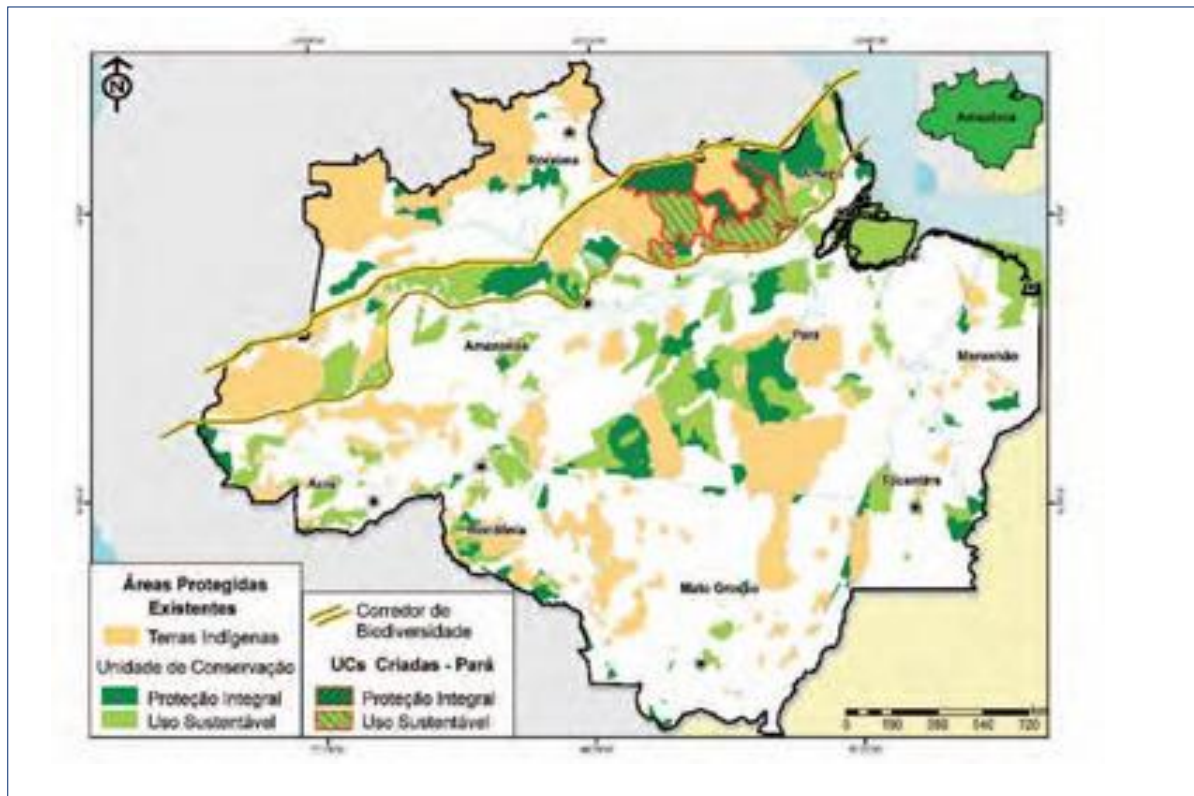 N
Amazônia
Roraima
Amapá
Amazonas
Pará
Maranhão
Acre
Tocantins
Rondônia
Mato Grosso
Áreas Protegidas
Existentes
Terras Indígenas
Unidade de Conservação
Proteção Integral
Uso Sustentável
Corredor de
Biodiversidade
UCs Criadas - Pará
Proteção Integral
Uso Sustentável
0 180 360 540 720